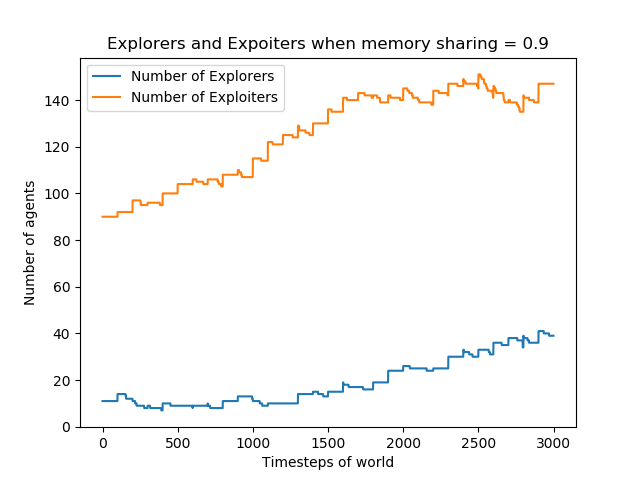 Explorers and Expoiters when memory sharing = 0.9
Number of Explorers
Number of Exploiters
Number of agents
140
120
100
80
60
40
20
0
0 500 1000 1500 2000 2500 3000
Timesteps of world